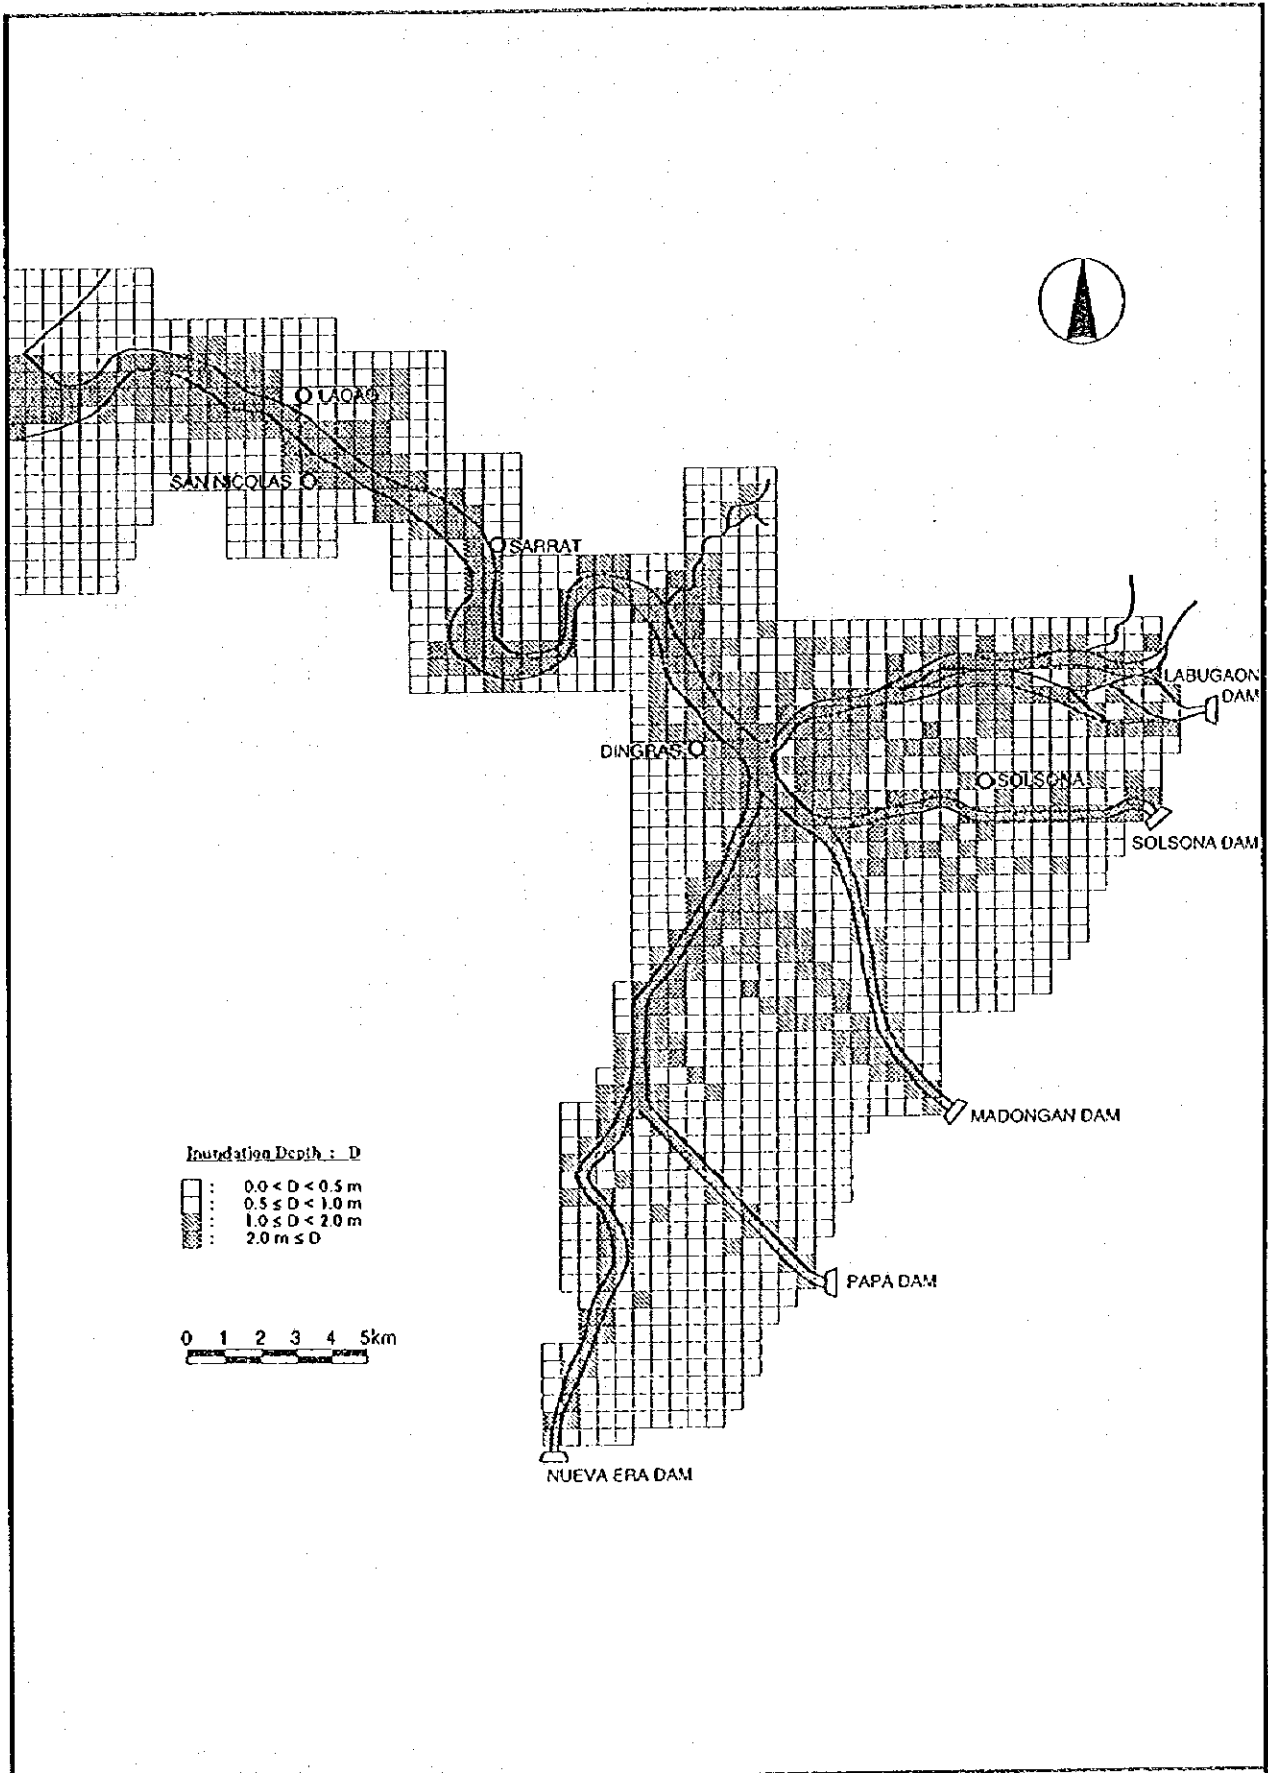 LAOAG
SAN NICOLAS
SARRAT
LABUGAON
DAM
DINGRAS
SOLSONA
SOLSONA DAM
MADONGAN DAM
Inundation Depth : D
: 0.0 < D < 0.5 m
: 0.5 ≤ D < 1.0 m
: 1.0 ≤ D < 2.0 m
: 2.0 m ≤ D
PAPA DAM
0 1 2 3 4 5km
NUEVA ERA DAM